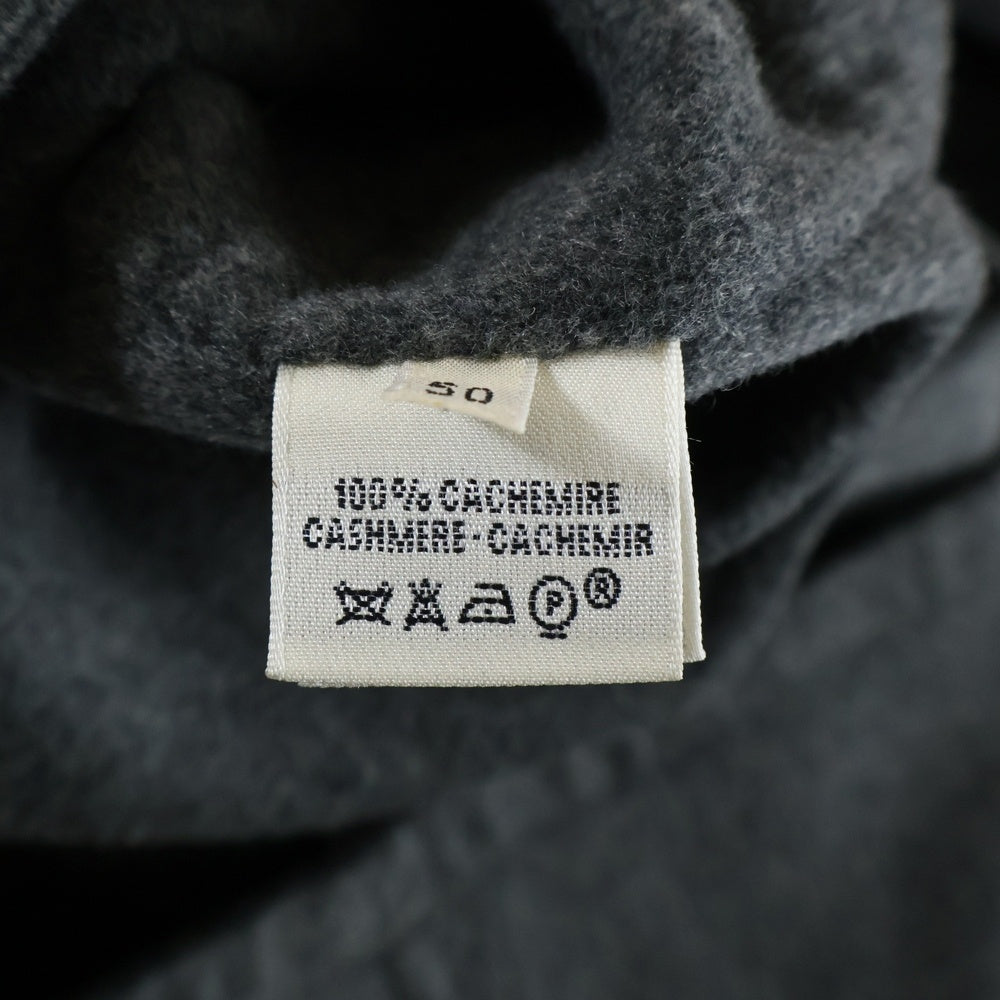 50
100% CACHEMIRE
CASHMERE-CACHEMIR
P ®